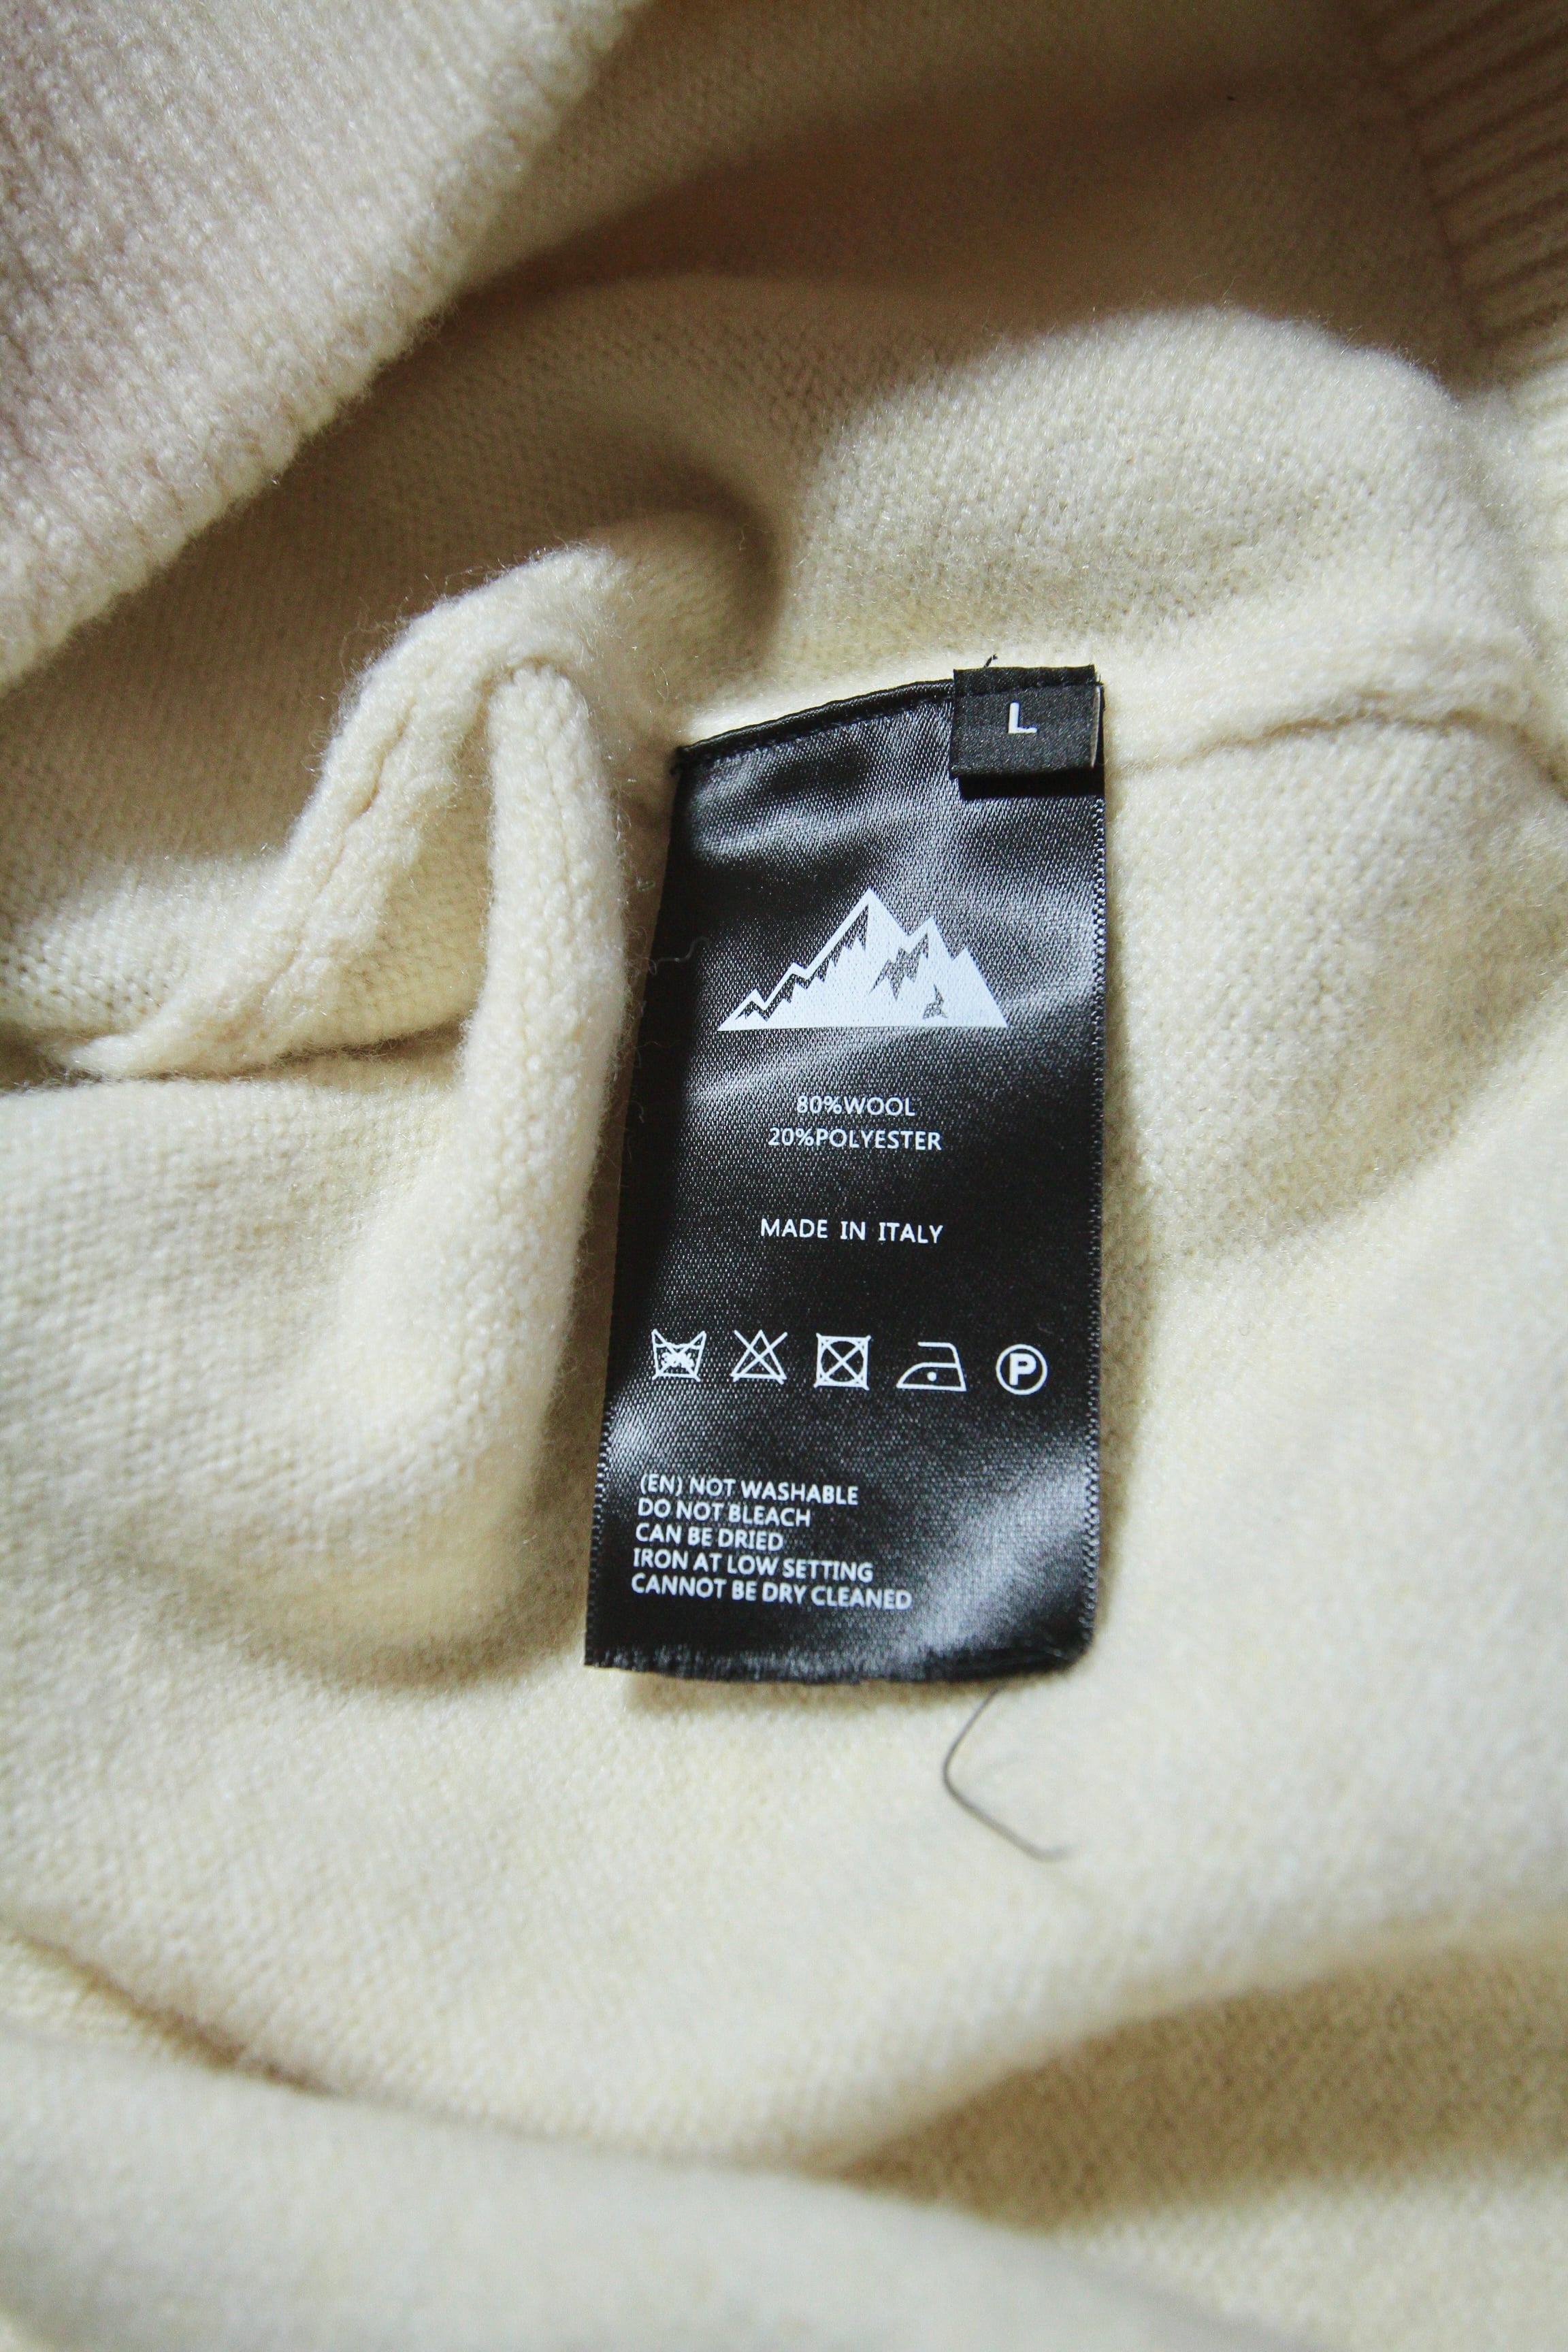 L
80%WOOL
20%POLYESTER
MADE IN ITALY
P
(EN) NOT WASHABLE
DO NOT BLEACH
CAN BE DRIED
IRON AT LOW SETTING
CANNOT BE DRY CLEANED